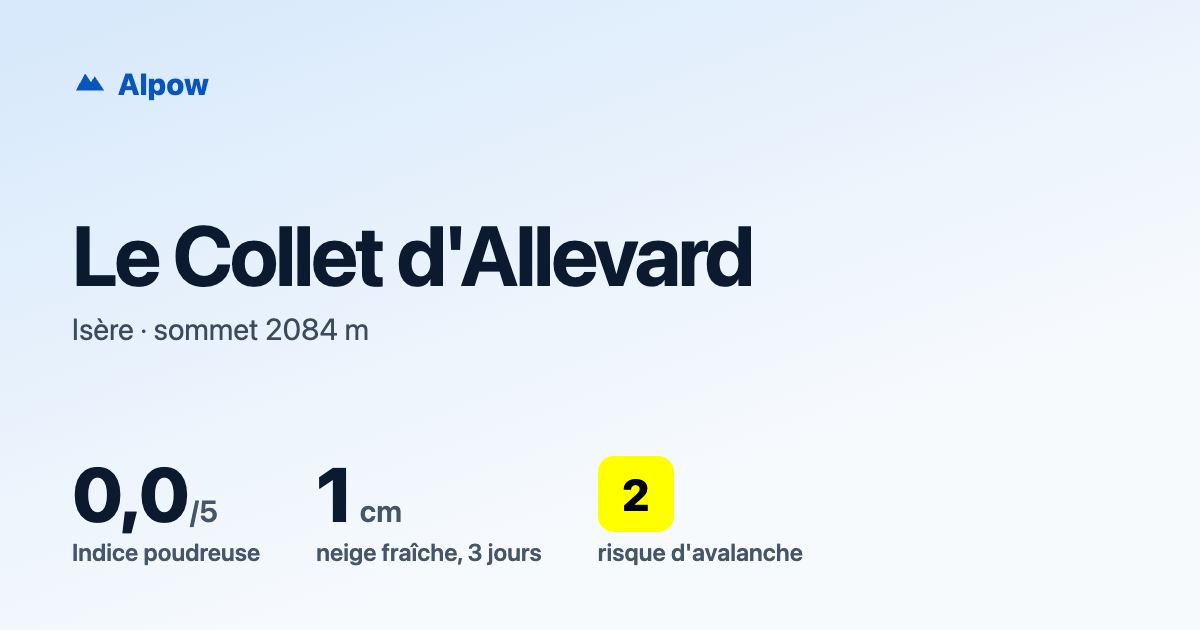 Alpow
Le Collet d'Allevard
Isère · sommet 2084 m
0,0/5
Indice poudreuse
1 cm
neige fraîche, 3 jours
2
risque d'avalanche